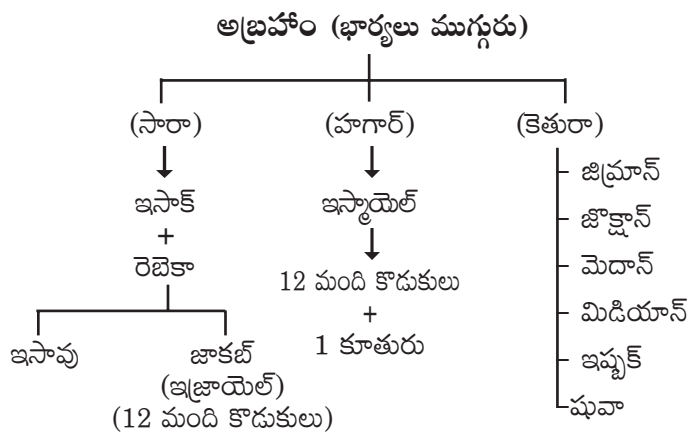 అబ్రహాం (భార్యలు ముగ్గురు)
(సారా)
(హగార్)
(కెతురా)
ఇసాక్
+
రెబెకా
ఇసావు
జాకబ్
(ఇజ్రాయెల్)
(12 మంది కొడుకులు)
ఇస్మాయెల్
12 మంది కొడుకులు
+
1 కూతురు
జిమ్రాన్
జొక్షాన్
మెదాన్
మిడియాన్
ఇష్బక్
షువా